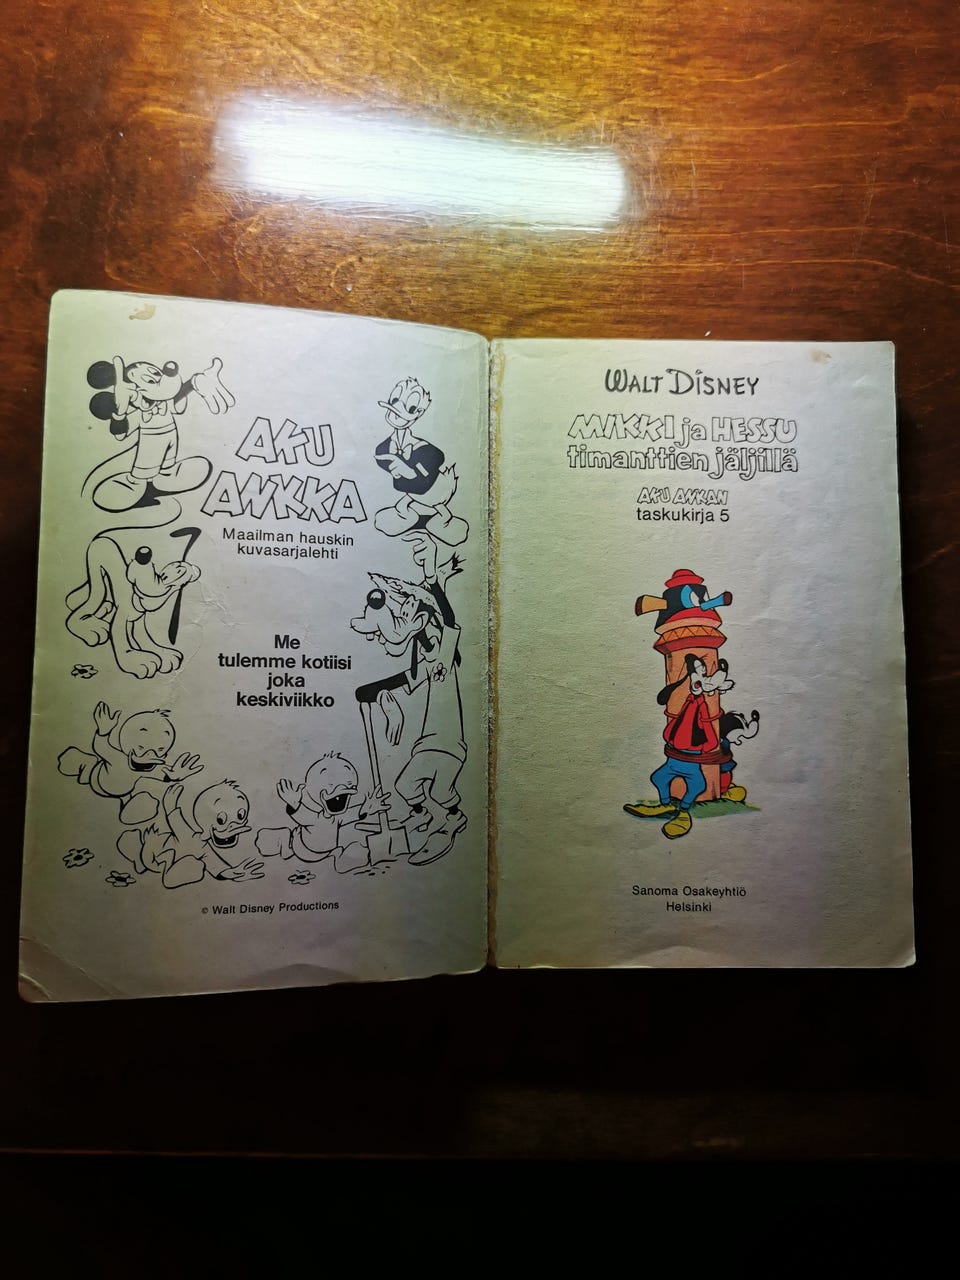 AKU
ANKKA
Maailman hauskin
kuvasarjalehti
Me
tulemme kotiisi
joka
keskiviikko
© Walt Disney Productions
WALT DISNEY
MIKKI ja HESSU
timanttien jäljillä
AKU ANKAN
taskukirja 5
Sanoma Osakeyhtiö
Helsinki